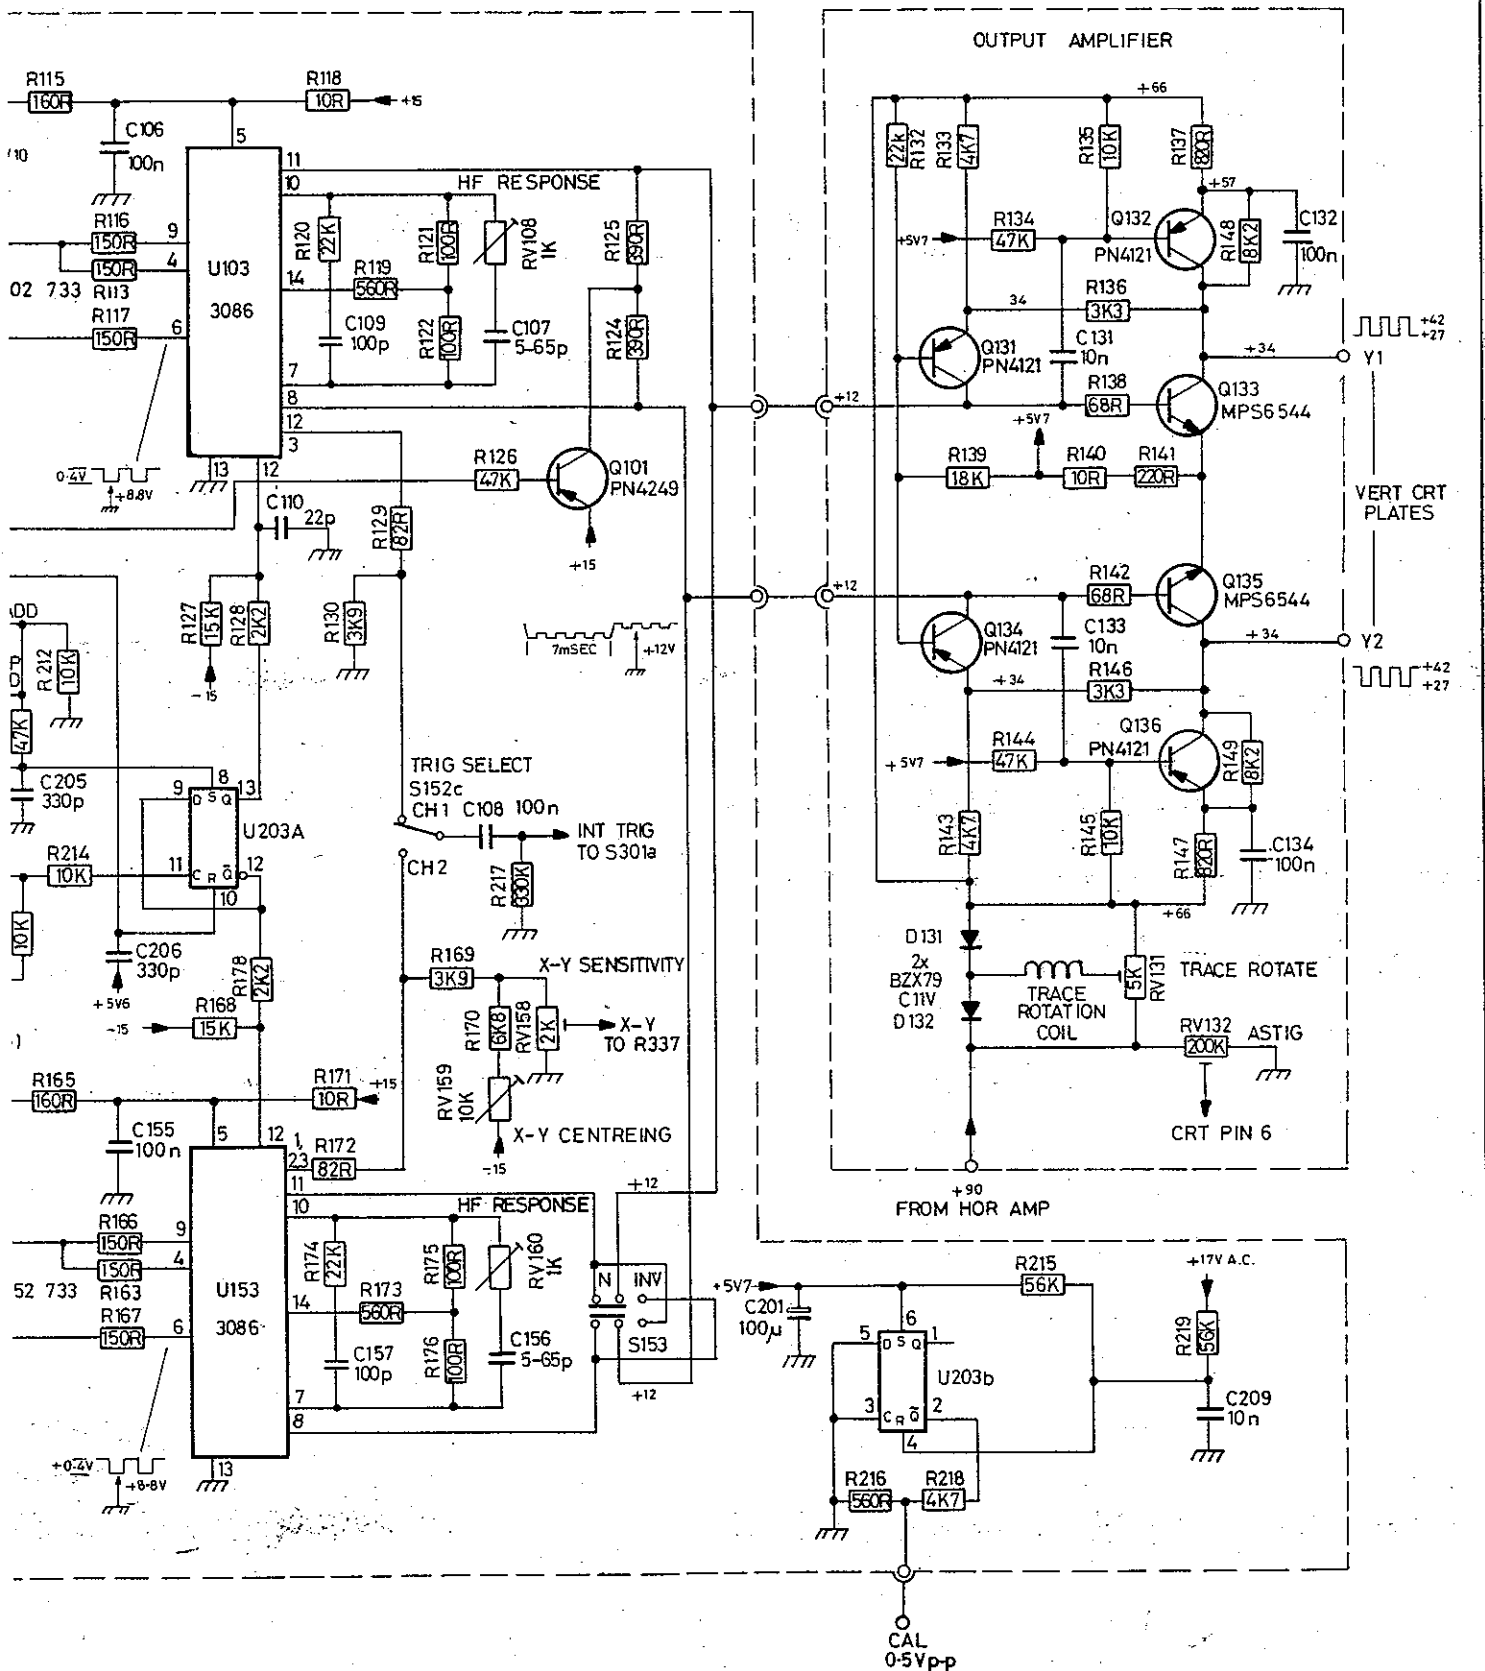 OUTPUT AMPLIFIER
R115
160R
R118
10R
+15
C106
100n
/10
5
11
10
HF RESPONSE
R116
150R
9
150R
4
U103
3086
02 733
R113
R117
150R
6
R120
22K
R121
100R
RV108
1K
R125
390R
14
R119
560R
C109
100p
R122
100R
C107
5-65p
R124
390R
7
8
12
3
13
12
0.4V
+8.8V
R126
47K
Q101
PN4249
+15
C110
22p
R129
82R
R127
15K
R128
2K2
-15
R130
3K9
7mSEC
+12V
+66
22k
R132
R133
4K7
R135
10K
R137
820R
+57
+5V7
R134
47K
Q132
PN4121
R148
8K2
C132
100n
34
R136
3K3
Q131
PN4121
C131
10n
+34
+42
+27
Y1
+12
R138
68R
Q133
MPS6544
+5V7
R139
18K
R140
10R
R141
220R
VERT CRT
PLATES
+12
R142
68R
Q135
MPS6544
Q134
PN4121
C133
10n
+34
Y2
+34
R146
3K3
+42
+27
+5V7
R144
47K
Q136
PN4121
R149
8K2
R143
4K7
R145
10K
R147
820R
C134
100n
+66
D131
2x
BZX79
C11V
D132
TRACE
ROTATION
COIL
5K
RV131
TRACE ROTATE
RV132
200K
ASTIG
CRT PIN 6
+90
FROM HOR AMP
ADD
R212
10K
47K
C205
330p
9
8
13
D S Q
U203A
R214
10K
11
12
C R Q̅
10
10K
C206
330p
+5V6
R178
2K2
-15
R168
15K
TRIG SELECT
S152c
CH1
C108
100n
INT TRIG
TO S301a
CH2
R217
330K
R169
3K9
X-Y SENSITIVITY
R170
6K8
RV158
2K
X-Y
TO R337
RV159
10K
X-Y CENTREING
-15
R165
160R
R171
10R
+15
C155
100n
5
12
1,
23
R172
82R
11
10
HF RESPONSE
+12
R166
150R
9
150R
4
52 733
R163
R167
150R
6
U153
3086
R174
22K
R175
100R
RV160
1K
14
R173
560R
C157
100p
R176
100R
C156
5-65p
N
INV
S153
+12
7
8
13
+0.4V
+8.8V
+5V7
R215
56K
+17V A.C.
C201
100µ
5
6
1
D S Q
U203b
R219
56K
3
2
C R Q̅
4
C209
10n
R216
560R
R218
4K7
CAL
0.5Vp-p